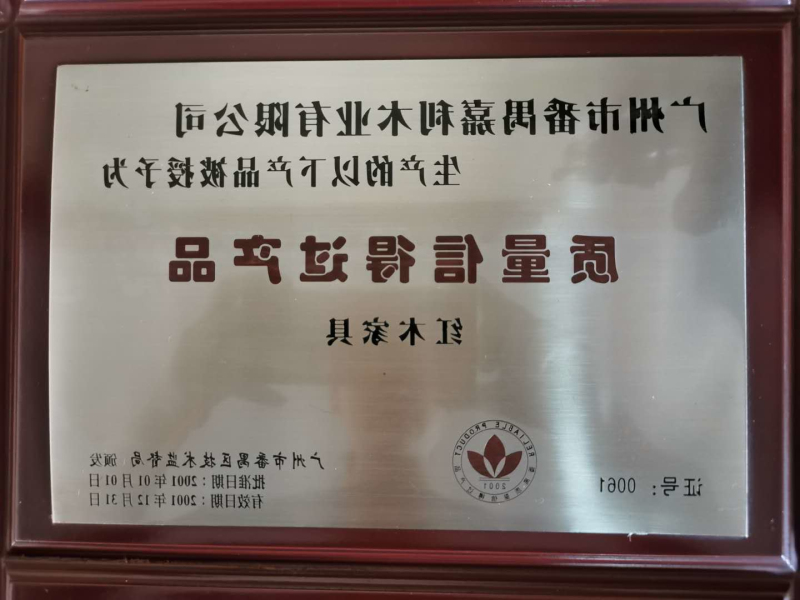 广州市番禺嘉利木业有限公司
生产的以下产品被授予为
质量信得过产品
红木家具
RELIABLE PRODUCT
2001
证号：0061
广州市番禺区技术监督局 颁发
批准日期：2001年01月01日
有效日期：2001年12月31日